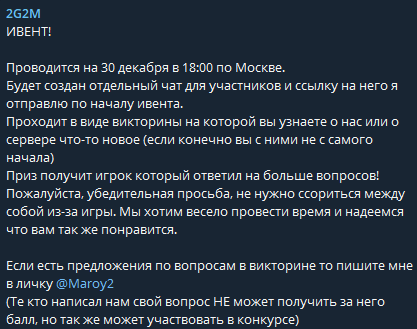 2G2M
ИВЕНТ!
Проводится на 30 декабря в 18:00 по Москве.
Будет создан отдельный чат для участников и ссылку на него я
отправлю по началу ивента.
Проходит в виде викторины на которой вы узнаете о нас или о
сервере что-то новое (если конечно вы с ними не с самого
начала)
Приз получит игрок который ответил на больше вопросов!
Пожалуйста, убедительная просьба, не нужно ссориться между
собой из-за игры. Мы хотим весело провести время и надеемся
что вам так же понравится.
Если есть предложения по вопросам в викторине то пишите мне
в личку @Maroy2
(Те кто написал нам свой вопрос НЕ может получить за него
балл, но так же может участвовать в конкурсе)